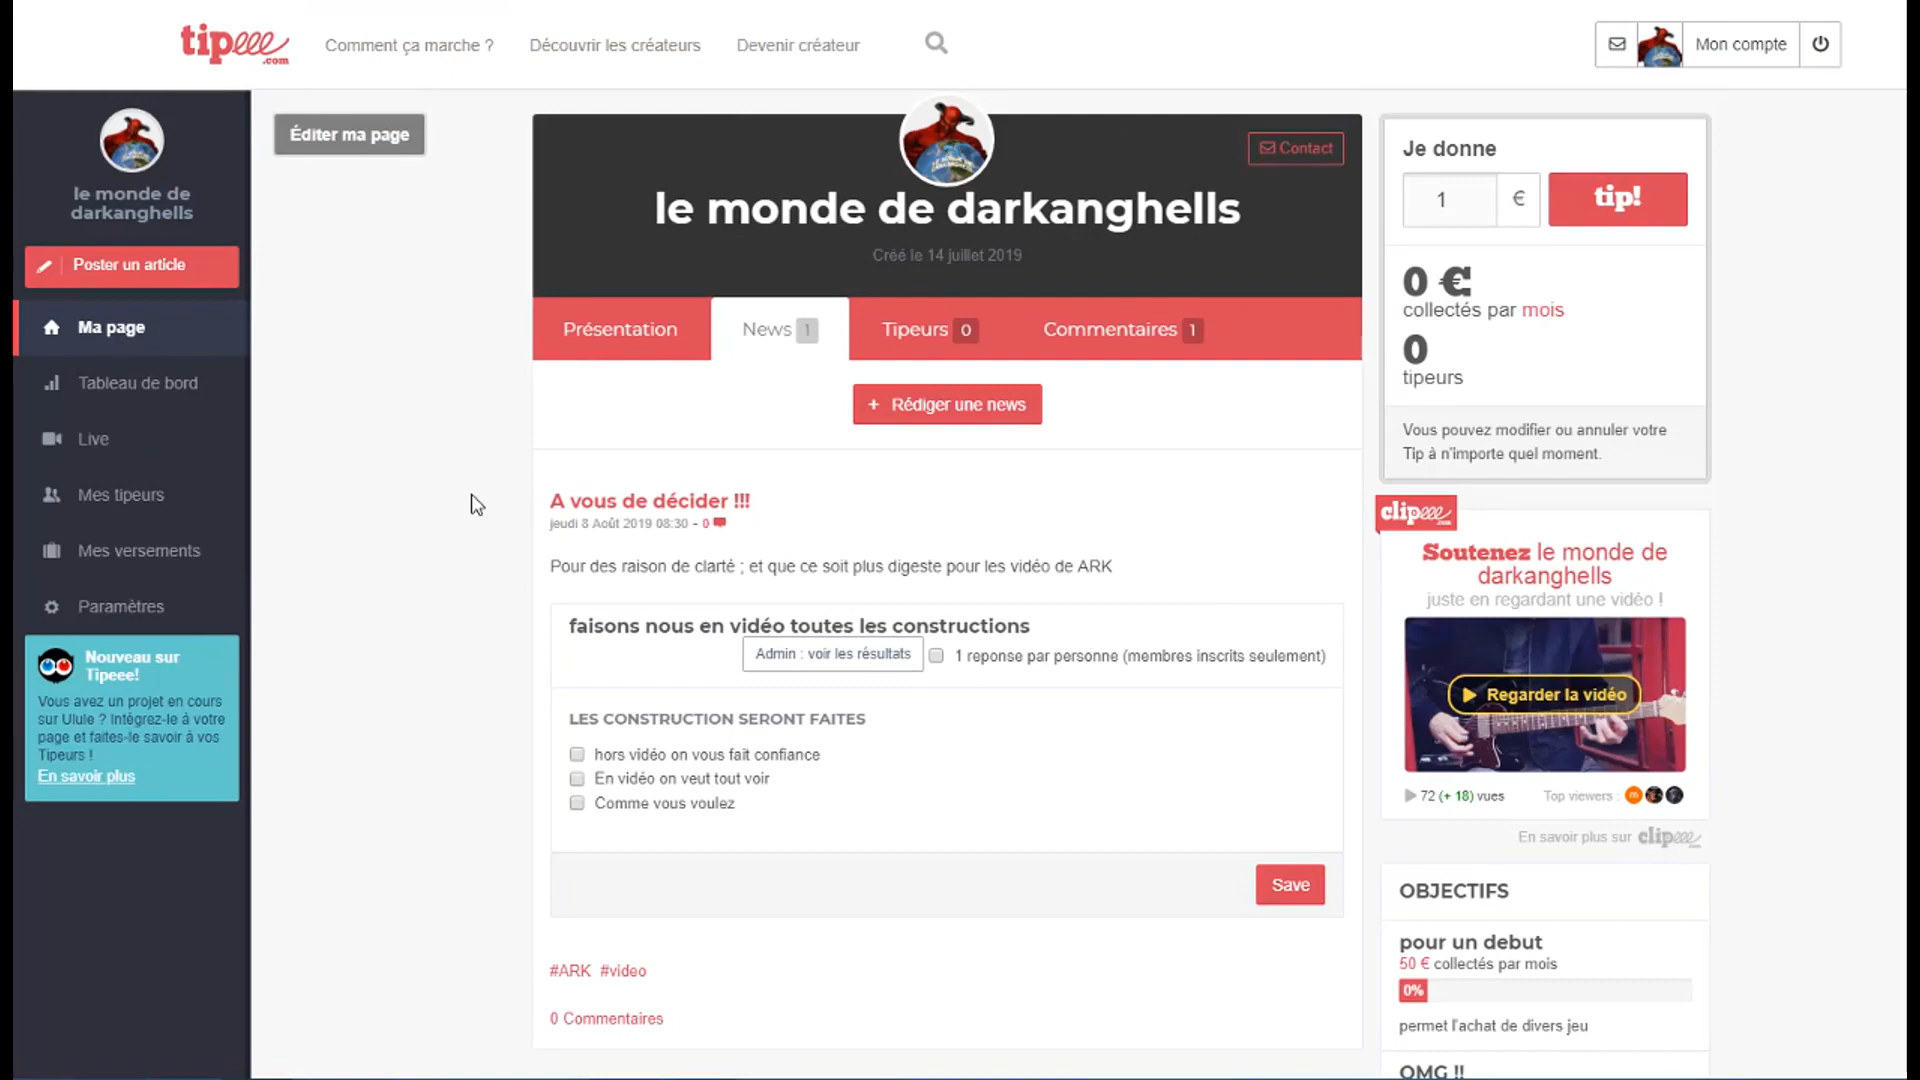 tipeee.com
Comment ça marche ?
Découvrir les créateurs
Devenir créateur
Mon compte
le monde de
darkanghells
Poster un article
Ma page
Tableau de bord
Live
Mes tipeurs
Mes versements
Paramètres
Nouveau sur
Tipeee!
Vous avez un projet en cours
sur Ulule ? Intégrez-le à votre
page et faites-le savoir à vos
Tipeurs !
En savoir plus
Éditer ma page
Contact
le monde de darkanghells
Créé le 14 juillet 2019
Présentation
News 1
Tipeurs 0
Commentaires 1
+ Rédiger une news
A vous de décider !!!
jeudi 8 Août 2019 08:30 - 0
Pour des raison de clarté ; et que ce soit plus digeste pour les vidéo de ARK
faisons nous en vidéo toutes les constructions
Admin : voir les résultats
1 reponse par personne (membres inscrits seulement)
LES CONSTRUCTION SERONT FAITES
hors vidéo on vous fait confiance
En vidéo on veut tout voir
Comme vous voulez
Save
#ARK #video
0 Commentaires
Je donne
1 €
tip!
0 €
collectés par mois
0
tipeurs
Vous pouvez modifier ou annuler votre
Tip à n'importe quel moment.
clipeee
Soutenez le monde de
darkanghells
juste en regardant une vidéo !
Regarder la vidéo
72 (+ 18) vues
Top viewers :
En savoir plus sur clipeee
OBJECTIFS
pour un debut
50 € collectés par mois
0%
permet l'achat de divers jeu
OMG !!